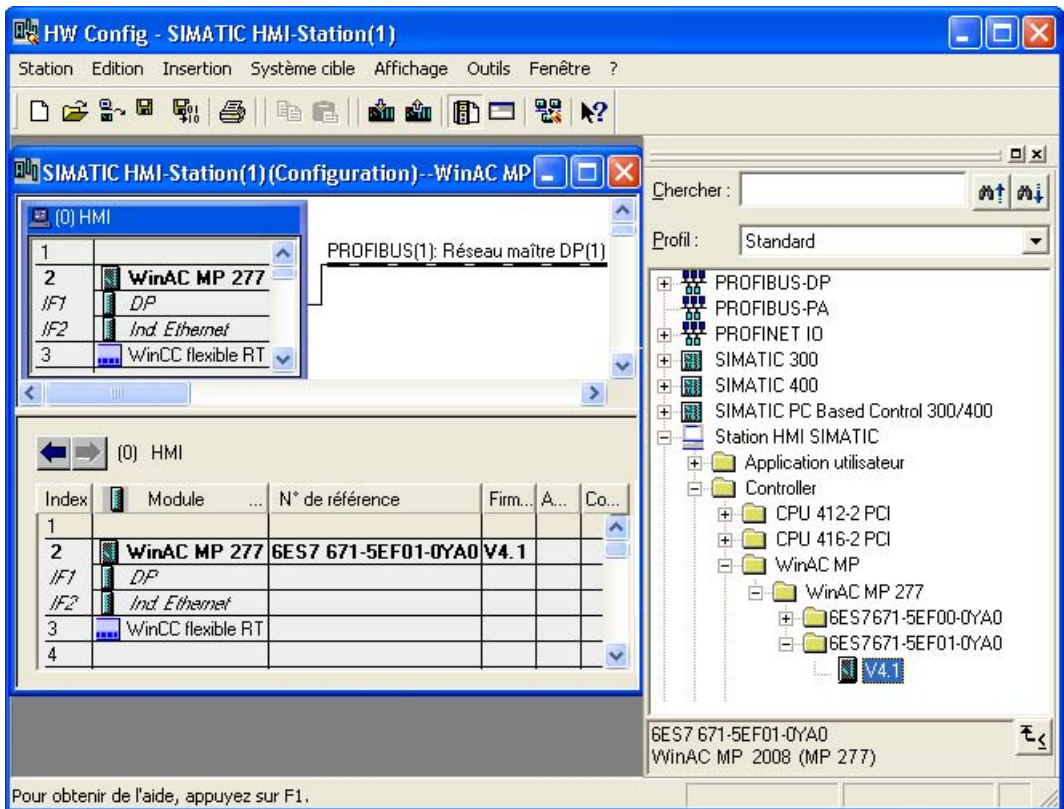 HW Config - SIMATIC HMI-Station(1)
Station Edition Insertion Système cible Affichage Outils Fenêtre ?
SIMATIC HMI-Station(1) (Configuration)--WinAC MP
(0) HMI
1
2 WinAC MP 277
IF1 DP
IF2 Ind. Ethernet
3 WinCC flexible RT
PROFIBUS(1): Réseau maître DP(1)
(0) HMI
Index Module ... N° de référence Firm... A... Co...
1
2 WinAC MP 277 6ES7 671-5EF01-0YA0 V4.1
IF1 DP
IF2 Ind. Ethernet
3 WinCC flexible RT
4
Chercher :
Profil : Standard
PROFIBUS-DP
PROFIBUS-PA
PROFINET IO
SIMATIC 300
SIMATIC 400
SIMATIC PC Based Control 300/400
Station HMI SIMATIC
Application utilisateur
Controller
CPU 412-2 PCI
CPU 416-2 PCI
WinAC MP
WinAC MP 277
6ES7671-5EF00-0YA0
6ES7671-5EF01-0YA0
V4.1
6ES7 671-5EF01-0YA0
WinAC MP 2008 (MP 277)
Pour obtenir de l'aide, appuyez sur F1.